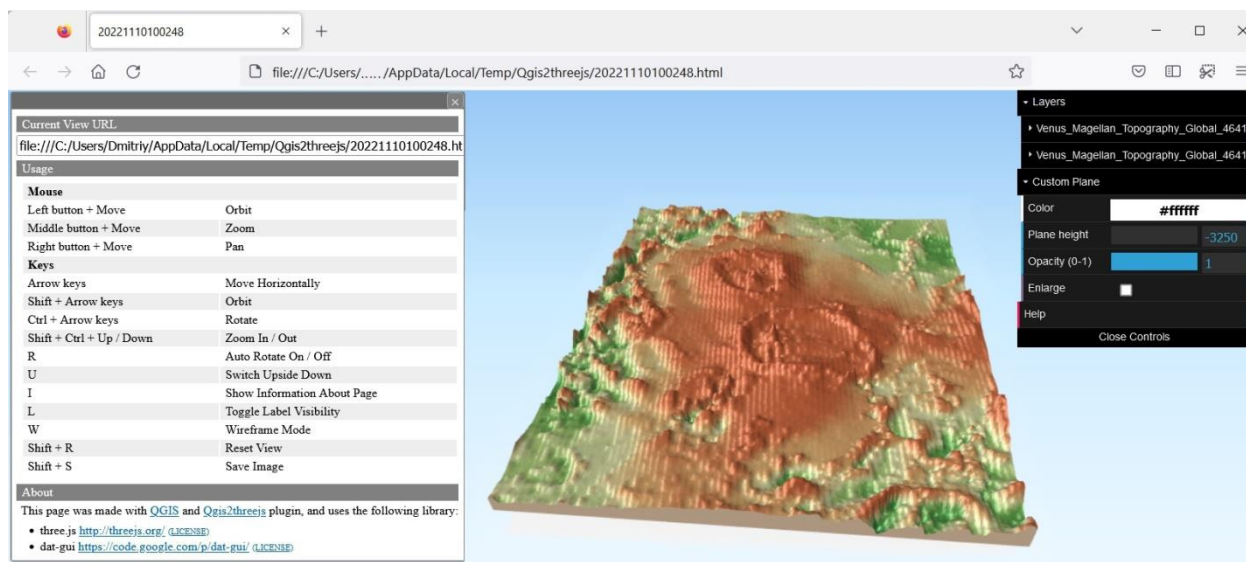 20221110100248
file:///C:/Users/...../AppData/Local/Temp/Qgis2threejs/20221110100248.html
Current View URL
file:///C:/Users/Dmitriy/AppData/Local/Temp/Qgis2threejs/20221110100248.ht
Usage
Mouse
Left button + Move Orbit
Middle button + Move Zoom
Right button + Move Pan
Keys
Arrow keys Move Horizontally
Shift + Arrow keys Orbit
Ctrl + Arrow keys Rotate
Shift + Ctrl + Up / Down Zoom In / Out
R Auto Rotate On / Off
U Switch Upside Down
I Show Information About Page
L Toggle Label Visibility
W Wireframe Mode
Shift + R Reset View
Shift + S Save Image
About
This page was made with QGIS and Qgis2threejs plugin, and uses the following library:
• three.js http://threejs.org/ (LICENSE)
• dat-gui https://code.google.com/p/dat-gui/ (LICENSE)
Layers
Venus_Magellan_Topography_Global_4641
Venus_Magellan_Topography_Global_4641
Custom Plane
Color #ffffff
Plane height -3250
Opacity (0-1) 1
Enlarge
Help
Close Controls